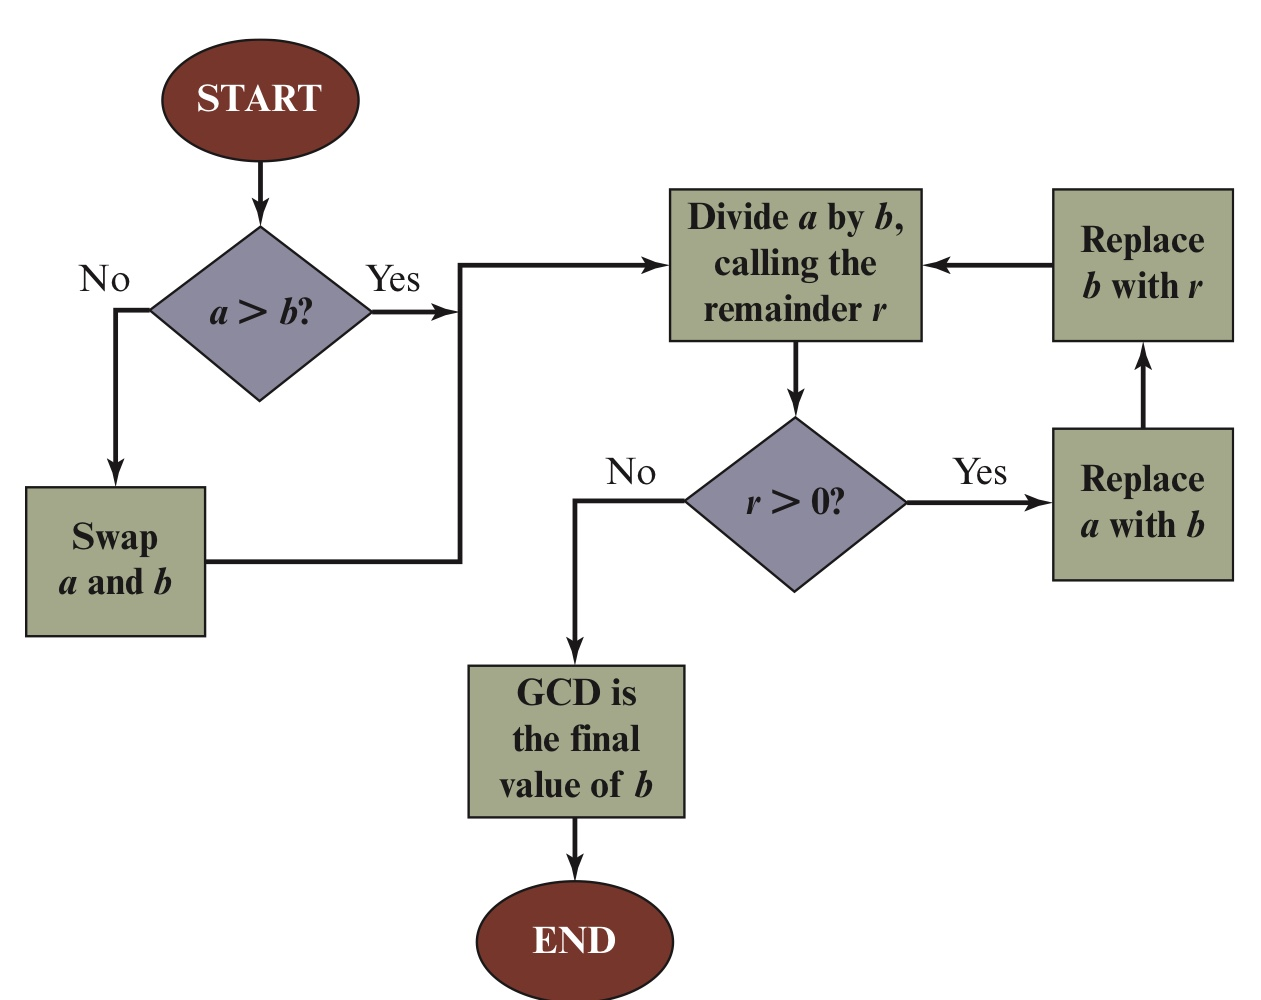 START
No
Yes
a > b?
Swap
a and b
Divide a by b,
calling the
remainder r
Replace
b with r
No
Yes
r > 0?
Replace
a with b
GCD is
the final
value of b
END